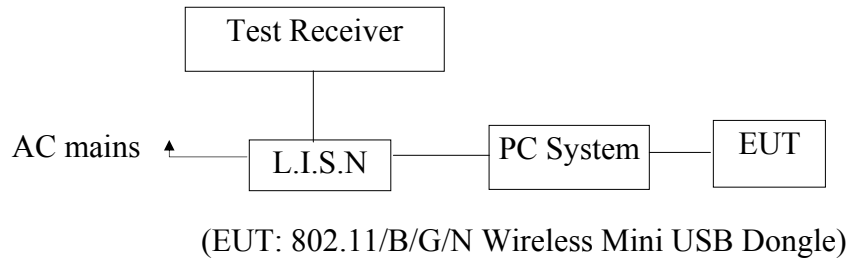 Test Receiver
AC mains
L.I.S.N
PC System
EUT
(EUT: 802.11/B/G/N Wireless Mini USB Dongle)